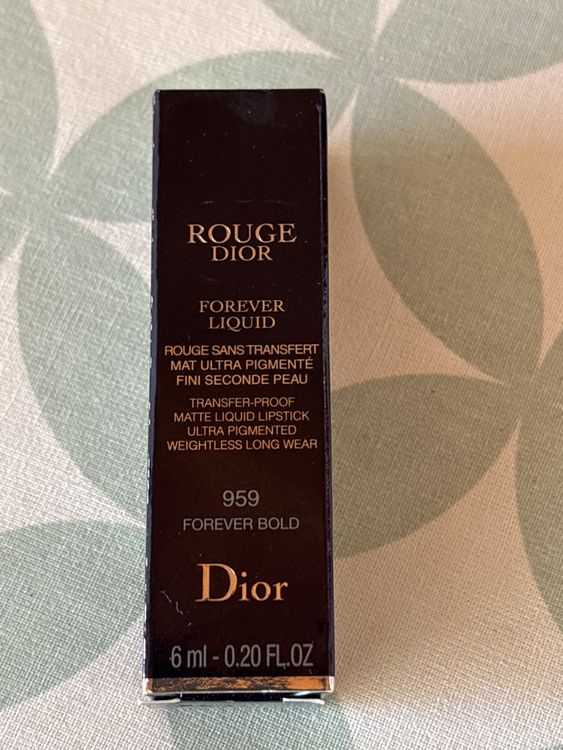 ROUGE
DIOR
FOREVER
LIQUID
ROUGE SANS TRANSFERT
MAT ULTRA PIGMENTÉ
FINI SECONDE PEAU
TRANSFER-PROOF
MATTE LIQUID LIPSTICK
ULTRA PIGMENTED
WEIGHTLESS LONG WEAR
959
FOREVER BOLD
Dior
6 ml - 0.20 FL.OZ